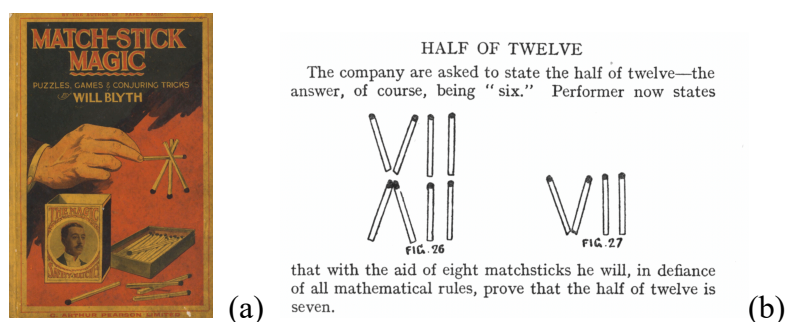 MATCH-STICK
MAGIC
PUZZLES, GAMES & CONJURING TRICKS
BY WILL BLYTH
THE MAGIC
(a)
HALF OF TWELVE
The company are asked to state the half of twelve—the
answer, of course, being “six.” Performer now states
FIG. 26
FIG. 27
that with the aid of eight matchsticks he will, in defiance
of all mathematical rules, prove that the half of twelve is
seven.
(b)